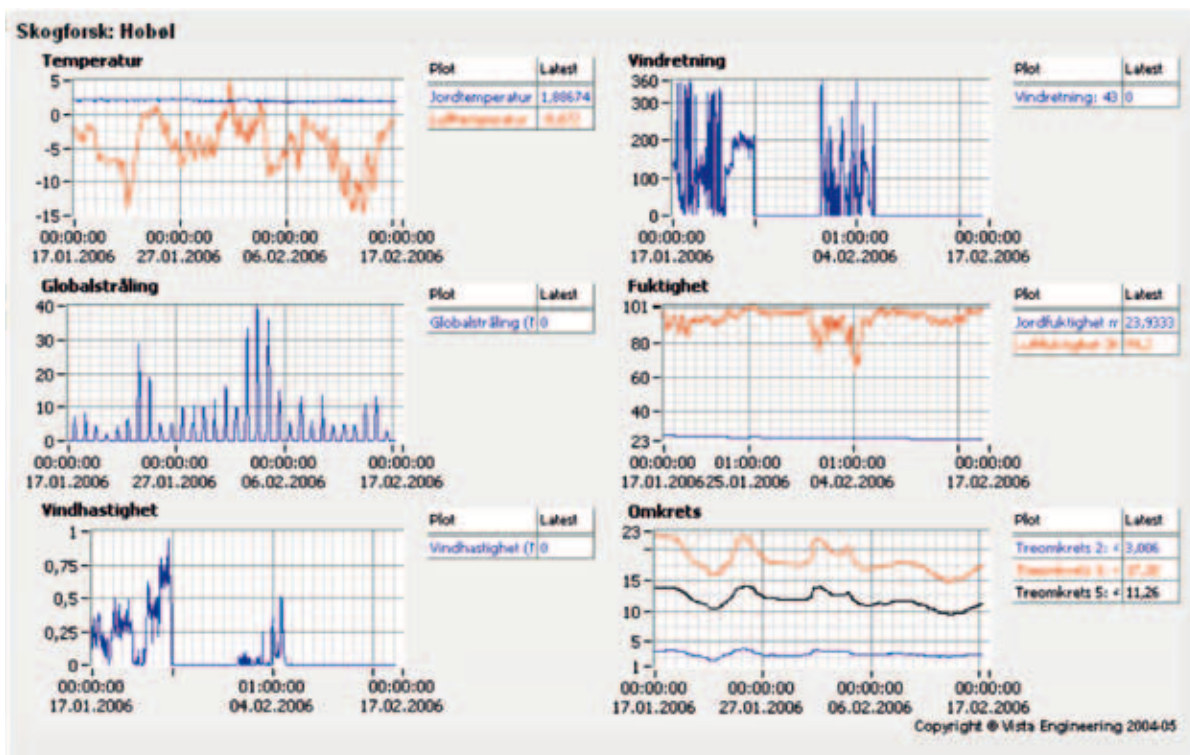 Skogforsk: Hobøl
Temperatur
Plot Latest
Jordtemperatur 1,88674
Lufttemperatur
5
0
-5
-10
-15
00:00:00 00:00:00 00:00:00 00:00:00
17.01.2006 27.01.2006 06.02.2006 17.02.2006
Vindretning
Plot Latest
Vindretning: 43 0
360
300
200
100
0
00:00:00 01:00:00 00:00:00
17.01.2006 04.02.2006 17.02.2006
Globalstråling
Plot Latest
Globalstråling (T 0
40
30
20
10
0
00:00:00 00:00:00 00:00:00 00:00:00
17.01.2006 27.01.2006 06.02.2006 17.02.2006
Fuktighet
Plot Latest
Jordfuktighet m 23,9333
Luftfuktighet
101
80
60
40
23
00:00:00 01:00:00 01:00:00 00:00:00
17.01.2006 25.01.2006 04.02.2006 17.02.2006
Vindhastighet
Plot Latest
Vindhastighet (T 0
1
0,75
0,5
0,25
0
00:00:00 01:00:00 00:00:00
17.01.2006 04.02.2006 17.02.2006
Omkrets
Plot Latest
Treomkrets 2: 3,086
Treomkrets
Treomkrets 5: 11,26
23
15
10
5
1
00:00:00 00:00:00 00:00:00 00:00:00
17.01.2006 27.01.2006 06.02.2006 17.02.2006
Copyright © Vista Engineering 2004-05